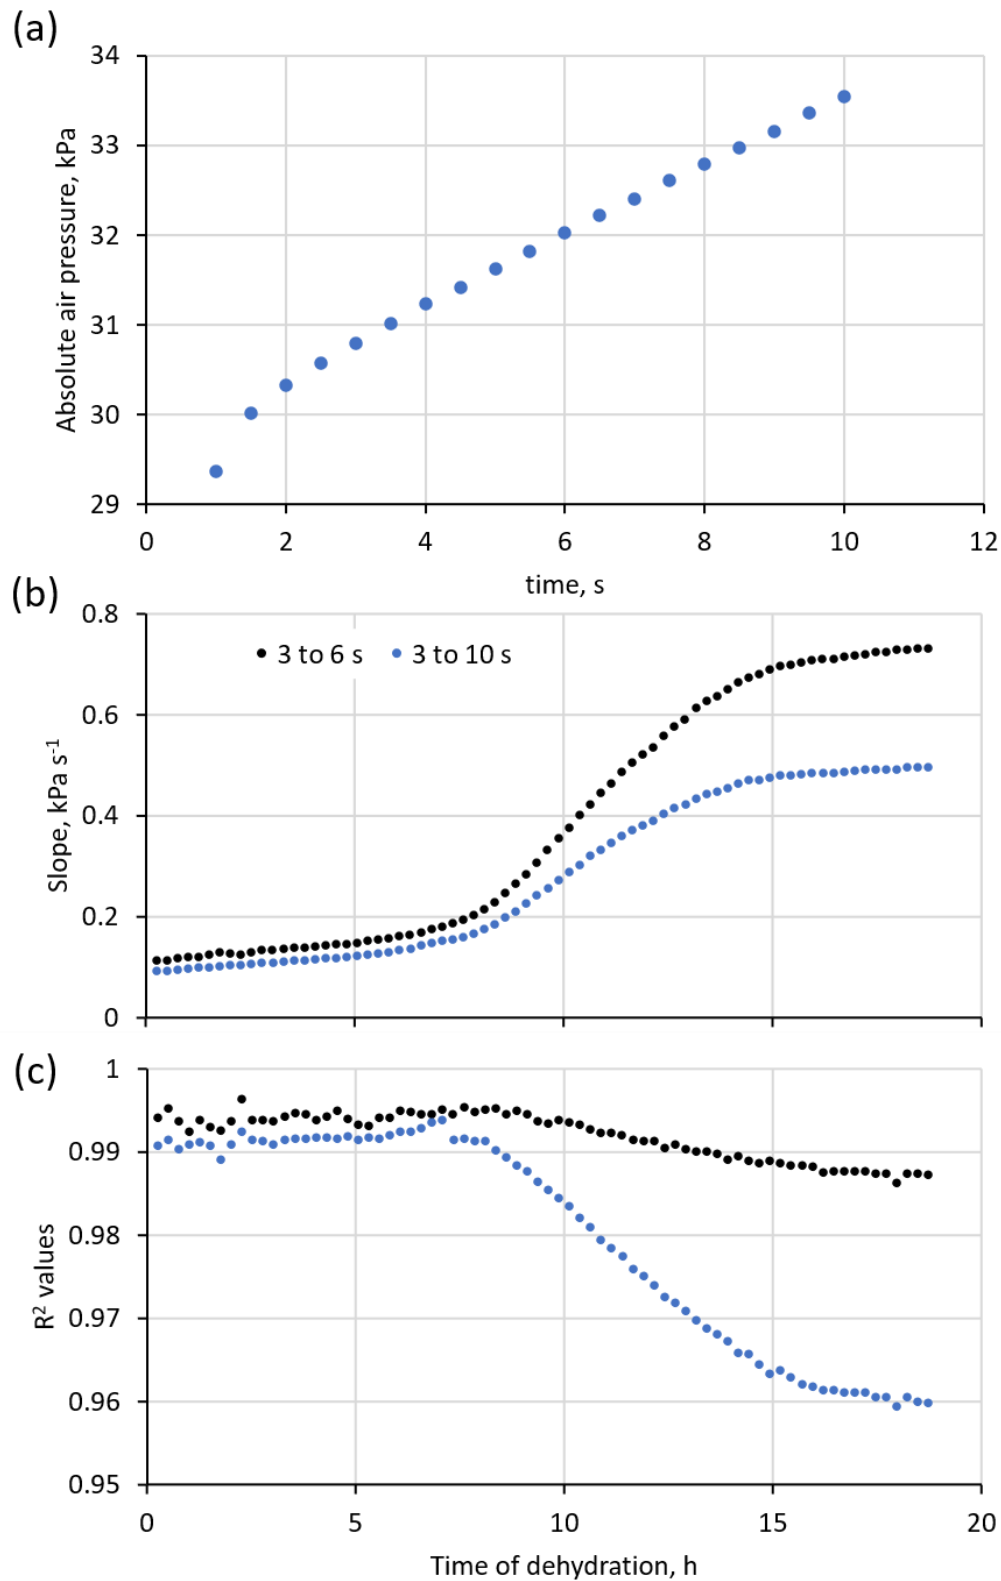 (a)
34
33
32
31
30
29
Absolute air pressure, kPa
0 2 4 6 8 10 12
time, s
(b)
0.8
0.6
0.4
0.2
0
Slope, kPa s⁻¹
3 to 6 s 3 to 10 s
(c)
1
0.99
0.98
0.97
0.96
0.95
R² values
0 5 10 15 20
Time of dehydration, h